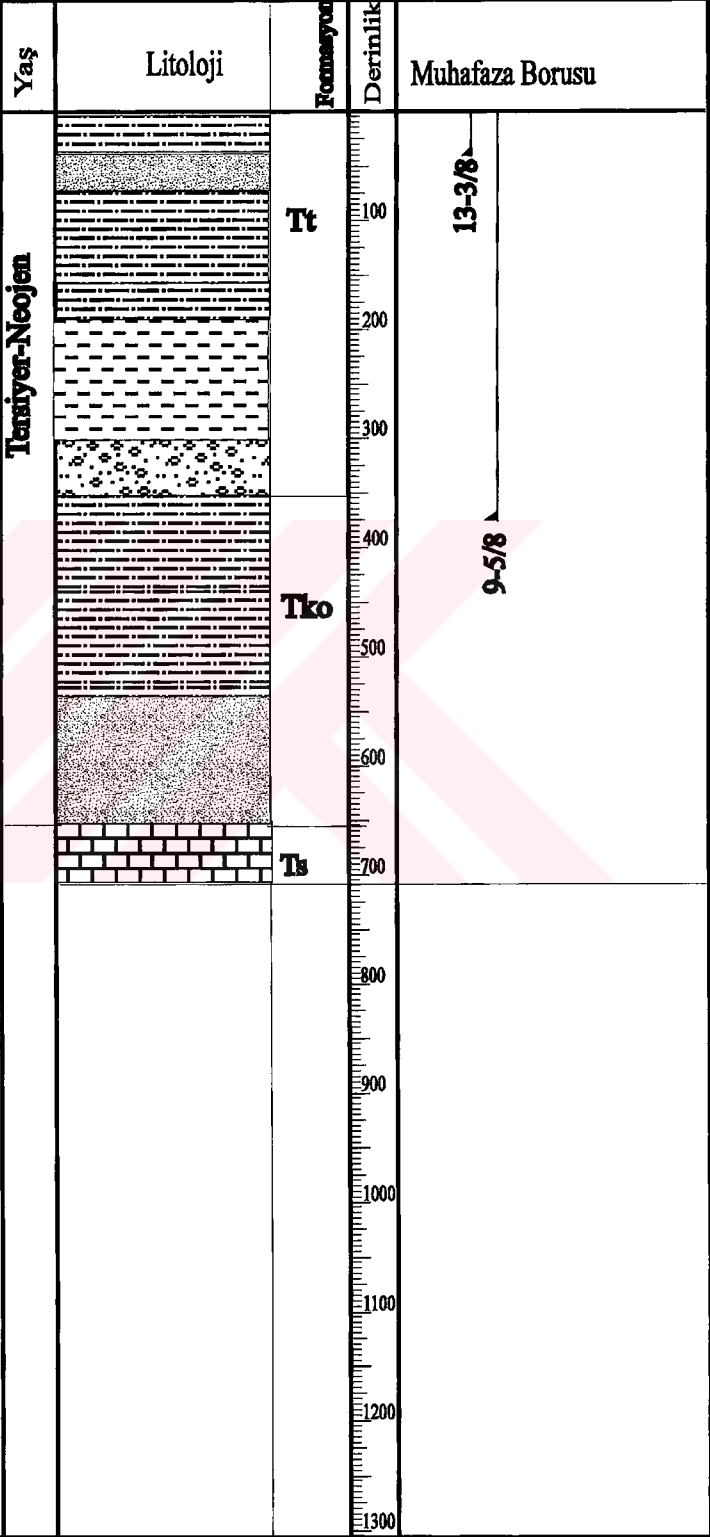 Yaş
Litoloji
Formasyon
Derinlik
Muhafaza Borusu
Tersiyer-Neojen
Tt
Tko
Ts
100
200
300
400
500
600
700
800
900
1000
1100
1200
1300
13-3/8
9-5/8